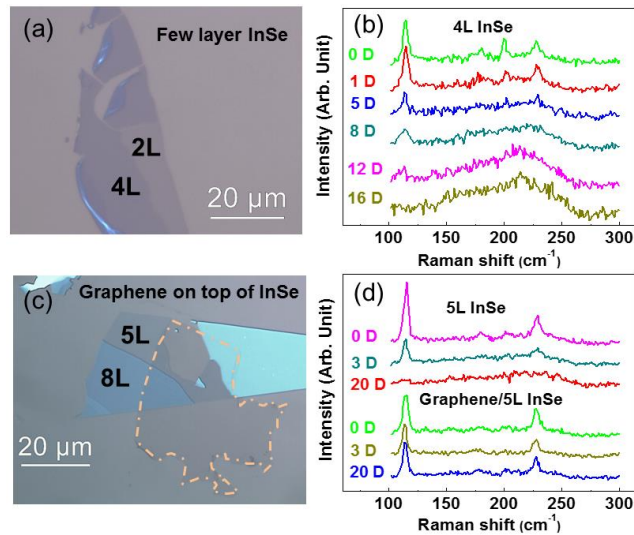 (a)
Few layer InSe
2L
4L
20 μm
(b)
4L InSe
0 D
1 D
5 D
8 D
12 D
16 D
Intensity (Arb. Unit)
100 150 200 250 300
Raman shift (cm⁻¹)
(c)
Graphene on top of InSe
5L
8L
20 μm
(d)
5L InSe
0 D
3 D
20 D
Graphene/5L InSe
0 D
3 D
20 D
Intensity (Arb. Unit)
100 150 200 250 300
Raman shift (cm⁻¹)